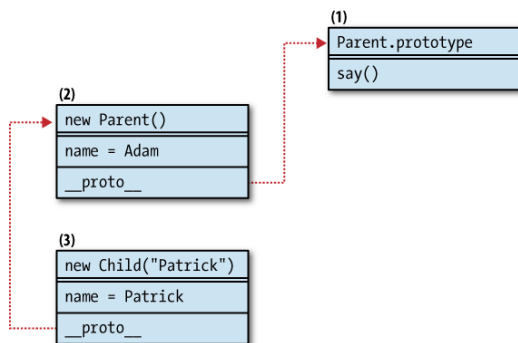 (1)
Parent.prototype
say()
(2)
new Parent()
name = Adam
__proto__
(3)
new Child("Patrick")
name = Patrick
__proto__